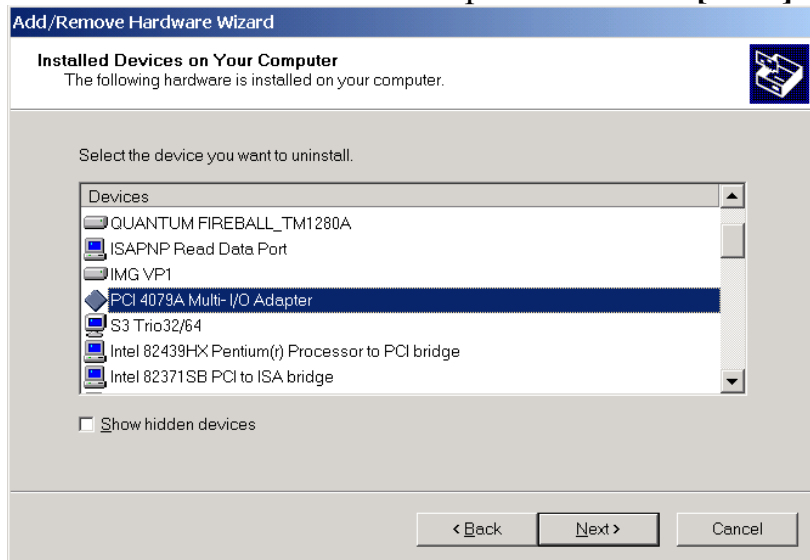 Add/Remove Hardware Wizard
Installed Devices on Your Computer
The following hardware is installed on your computer.
Select the device you want to uninstall.
Devices
QUANTUM FIREBALL_TM1280A
ISAPNP Read Data Port
IMG VP1
PCI 4079A Multi-I/O Adapter
S3 Trio32/64
Intel 82439HX Pentium(r) Processor to PCI bridge
Intel 82371SB PCI to ISA bridge
Show hidden devices
< Back Next > Cancel